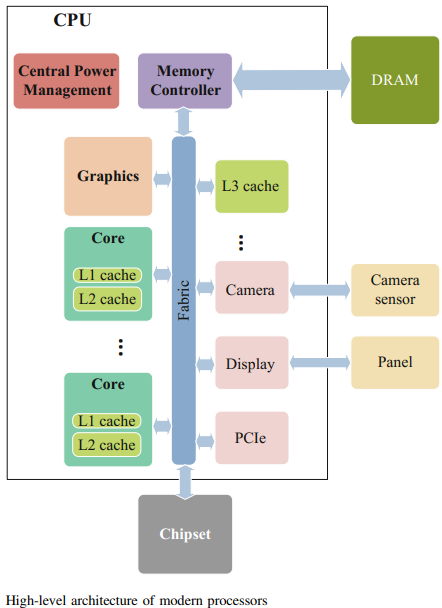 CPU
Central Power
Management
Memory
Controller
DRAM
Graphics
L3 cache
Core
L1 cache
L2 cache
Fabric
Camera
Camera
sensor
Display
Panel
Core
L1 cache
L2 cache
PCIe
Chipset
High-level architecture of modern processors